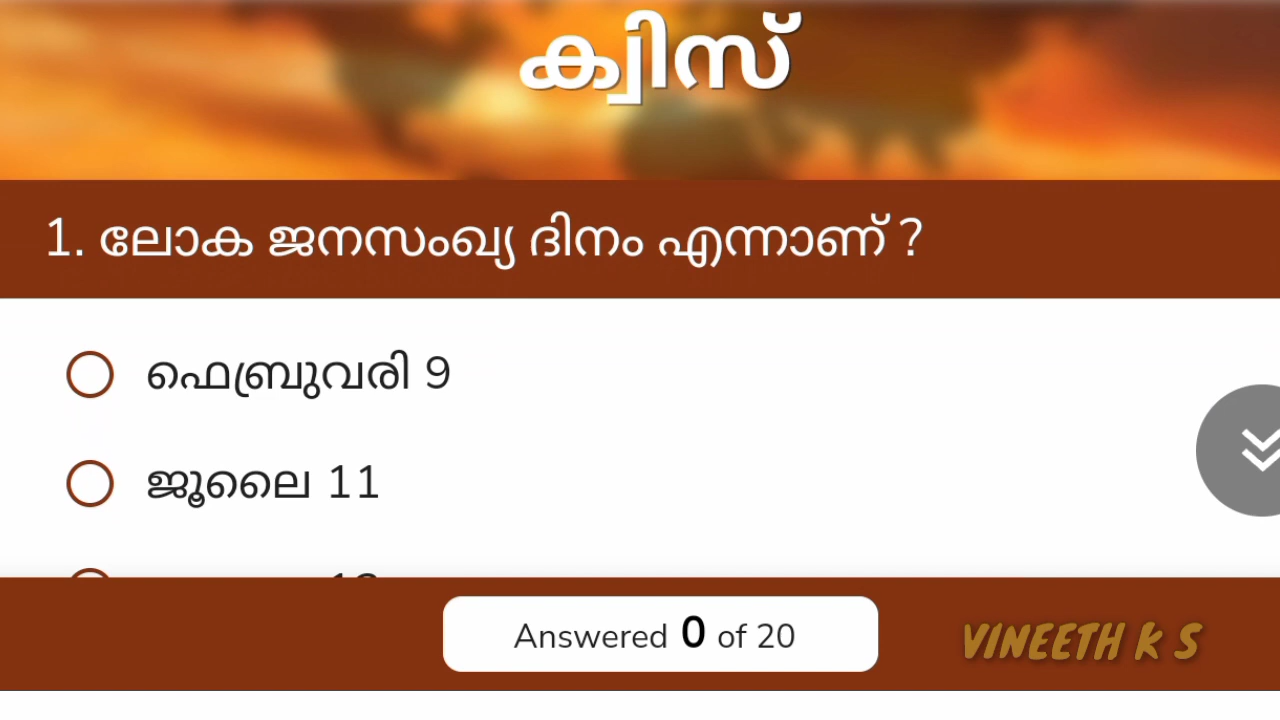 ക്വിസ്
1. ലോക ജനസംഖ്യ ദിനം എന്നാണ് ?
ഫെബ്രുവരി 9
ജൂലൈ 11
Answered 0 of 20
VINEETH K S